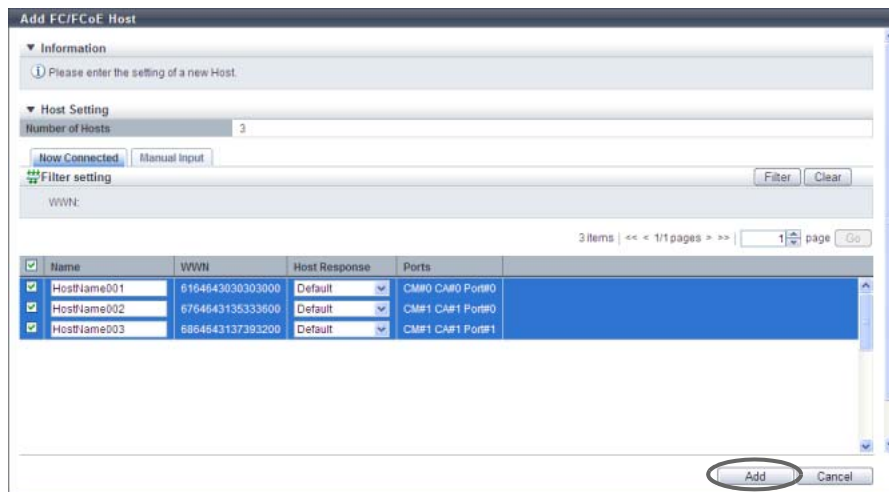 Add FC/FCoE Host
Information
Please enter the setting of a new Host.
Host Setting
Number of Hosts 3
Now Connected Manual Input
Filter setting Filter Clear
WWN:
3 items | << < 1/1 pages > >> | 1 page Go
Name WWN Host Response Ports
HostName001 6164643030303000 Default CM#0 CA#0 Port#0
HostName002 6764643135333600 Default CM#1 CA#1 Port#0
HostName003 6864643137393200 Default CM#1 CA#1 Port#1
Add Cancel